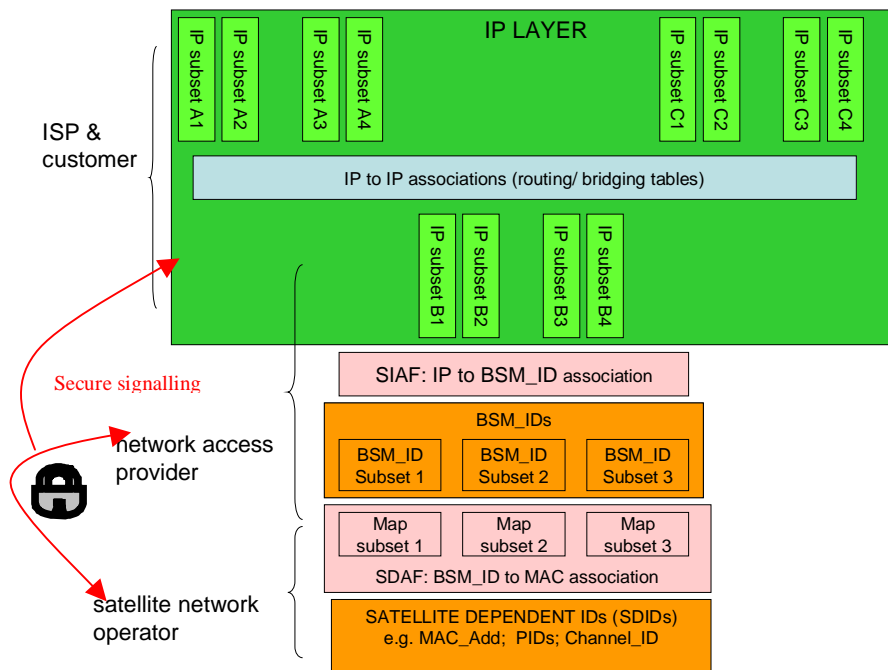 IP LAYER
IP subset A1
IP subset A2
IP subset A3
IP subset A4
IP subset C1
IP subset C2
IP subset C3
IP subset C4
ISP &
customer
IP to IP associations (routing/ bridging tables)
IP subset B1
IP subset B2
IP subset B3
IP subset B4
Secure signalling
SIAF: IP to BSM_ID association
BSM_IDs
network access
provider
BSM_ID
Subset 1
BSM_ID
Subset 2
BSM_ID
Subset 3
Map
subset 1
Map
subset 2
Map
subset 3
SDAF: BSM_ID to MAC association
satellite network
operator
SATELLITE DEPENDENT IDs (SDIDs)
e.g. MAC_Add; PIDs; Channel_ID